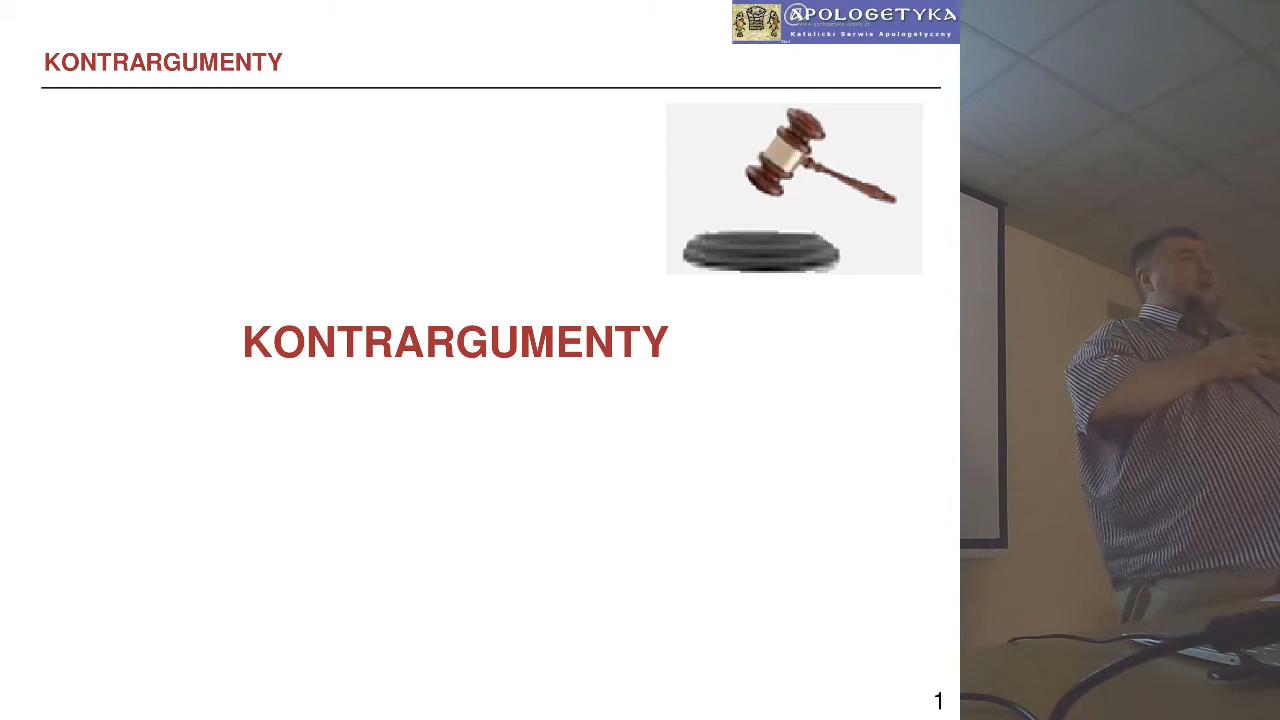 APOLOGETYKA
Katolicki Serwis Apologetyczny
KONTRARGUMENTY
KONTRARGUMENTY
1